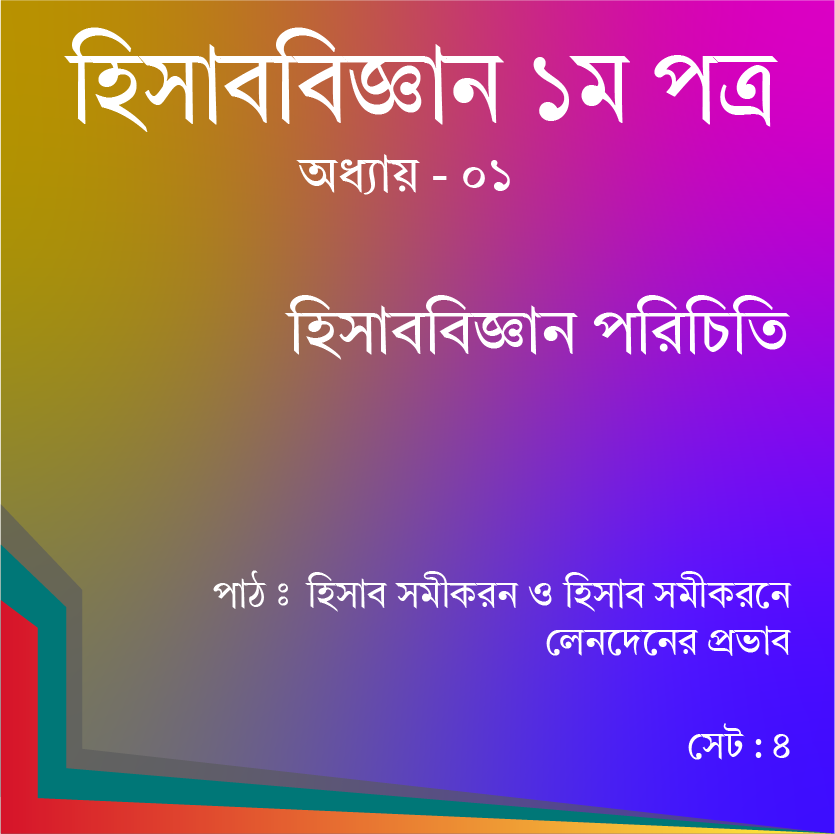 হিসাববিজ্ঞান ১ম পত্র
অধ্যায় - ০১
হিসাববিজ্ঞান পরিচিতি
পাঠ ঃ হিসাব সমীকরন ও হিসাব সমীকরনে
লেনদেনের প্রভাব
সেট : ৪